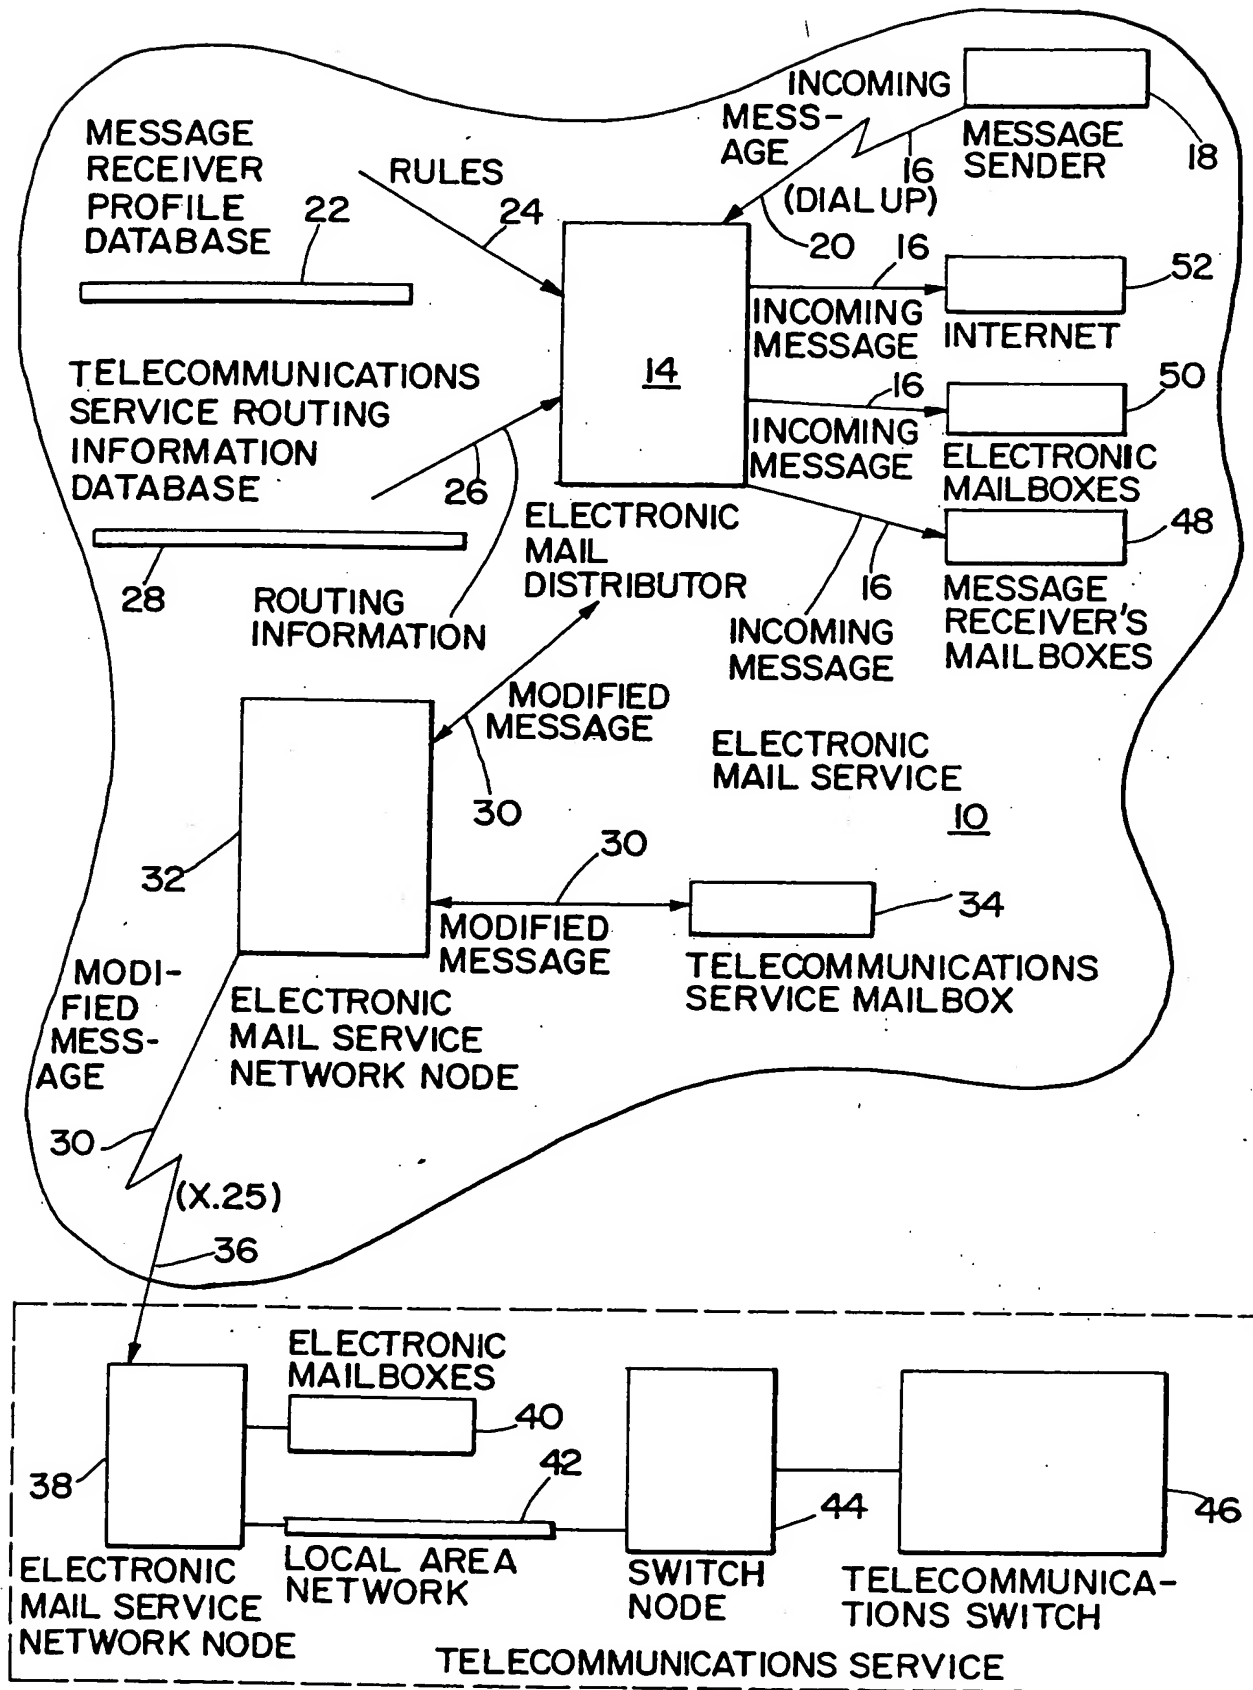 INCOMING
MESS-
AGE
16
(DIAL UP)
20
MESSAGE
SENDER
18
MESSAGE
RECEIVER
PROFILE
DATABASE
22
RULES
24
14
16
INCOMING
MESSAGE
52
INTERNET
16
INCOMING
MESSAGE
50
ELECTRONIC
MAILBOXES
48
16
INCOMING
MESSAGE
MESSAGE
RECEIVER'S
MAILBOXES
TELECOMMUNICATIONS
SERVICE ROUTING
INFORMATION
DATABASE
26
28
ROUTING
INFORMATION
ELECTRONIC
MAIL
DISTRIBUTOR
MODIFIED
MESSAGE
30
ELECTRONIC
MAIL SERVICE
10
32
30
MODIFIED
MESSAGE
34
TELECOMMUNICATIONS
SERVICE MAILBOX
MODI-
FIED
MESS-
AGE
ELECTRONIC
MAIL SERVICE
NETWORK NODE
30
(X.25)
36
ELECTRONIC
MAILBOXES
40
38
42
44
46
ELECTRONIC
MAIL SERVICE
NETWORK NODE
LOCAL AREA
NETWORK
SWITCH
NODE
TELECOMMUNICA-
TIONS SWITCH
TELECOMMUNICATIONS SERVICE